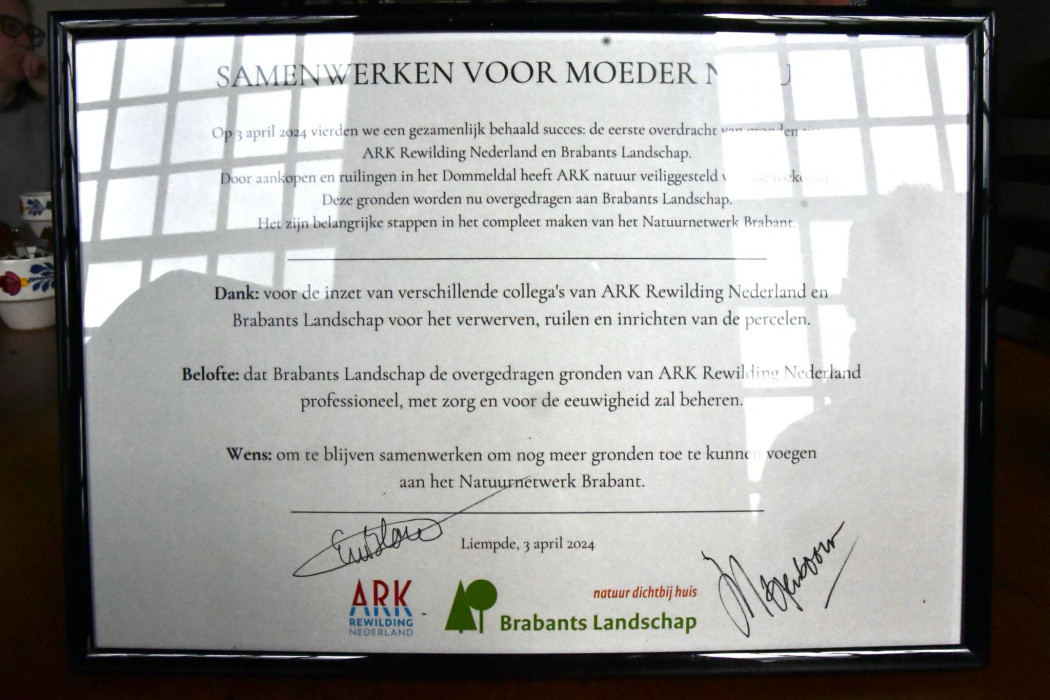 SAMENWERKEN VOOR MOEDER
Op 3 april 2024 vierden we een gezamenlijk behaald succes: de eerste overdracht van gronden
ARK Rewilding Nederland en Brabants Landschap.
Door aankopen en ruilingen in het Dommeldal heeft ARK natuur veiliggesteld
Deze gronden worden nu overgedragen aan Brabants Landschap.
Het zijn belangrijke stappen in het compleet maken van het Natuurnetwerk Brabant.
Dank: voor de inzet van verschillende collega's van ARK Rewilding Nederland en
Brabants Landschap voor het verwerven, ruilen en inrichten van de percelen.
Belofte: dat Brabants Landschap de overgedragen gronden van ARK Rewilding Nederland
professioneel, met zorg en voor de eeuwigheid zal beheren.
Wens: om te blijven samenwerken om nog meer gronden toe te kunnen voegen
aan het Natuurnetwerk Brabant.
Liempde, 3 april 2024
ARK
REWILDING
NEDERLAND
natuur dichtbij huis
Brabants Landschap